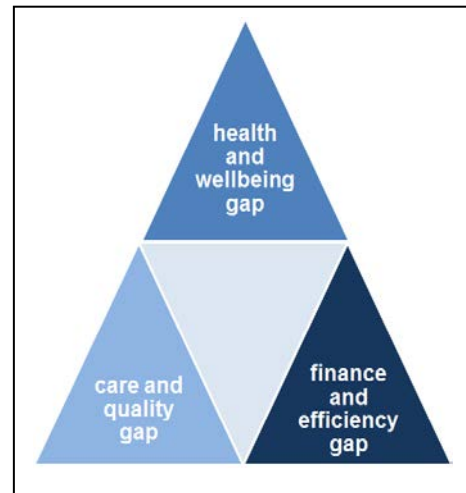 health
and
wellbeing
gap
care and
quality
gap
finance
and
efficiency
gap